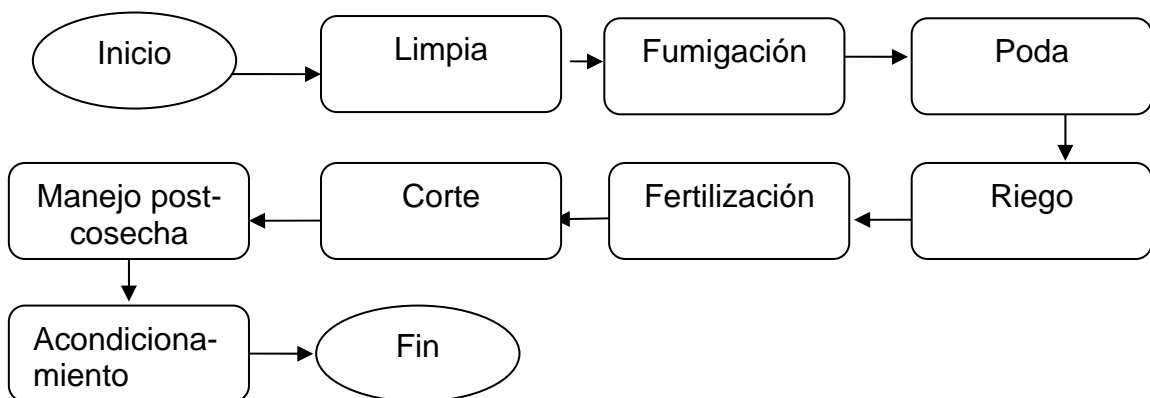 Inicio
Limpia
Fumigación
Poda
Riego
Fertilización
Corte
Manejo post-
cosecha
Acondiciona-
miento
Fin